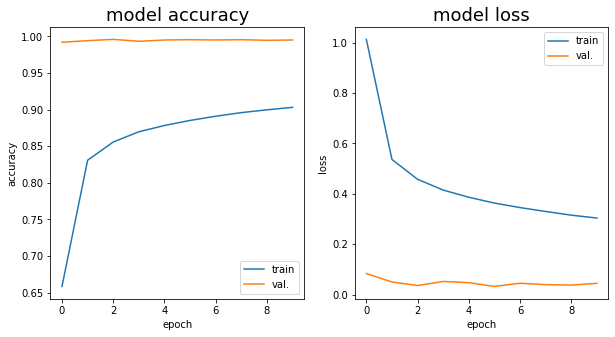 model accuracy
1.00
0.95
0.90
0.85
0.80
0.75
0.70
0.65
accuracy
0
2
4
6
8
epoch
train
val.
model loss
1.0
0.8
0.6
0.4
0.2
0.0
loss
0
2
4
6
8
epoch
train
val.